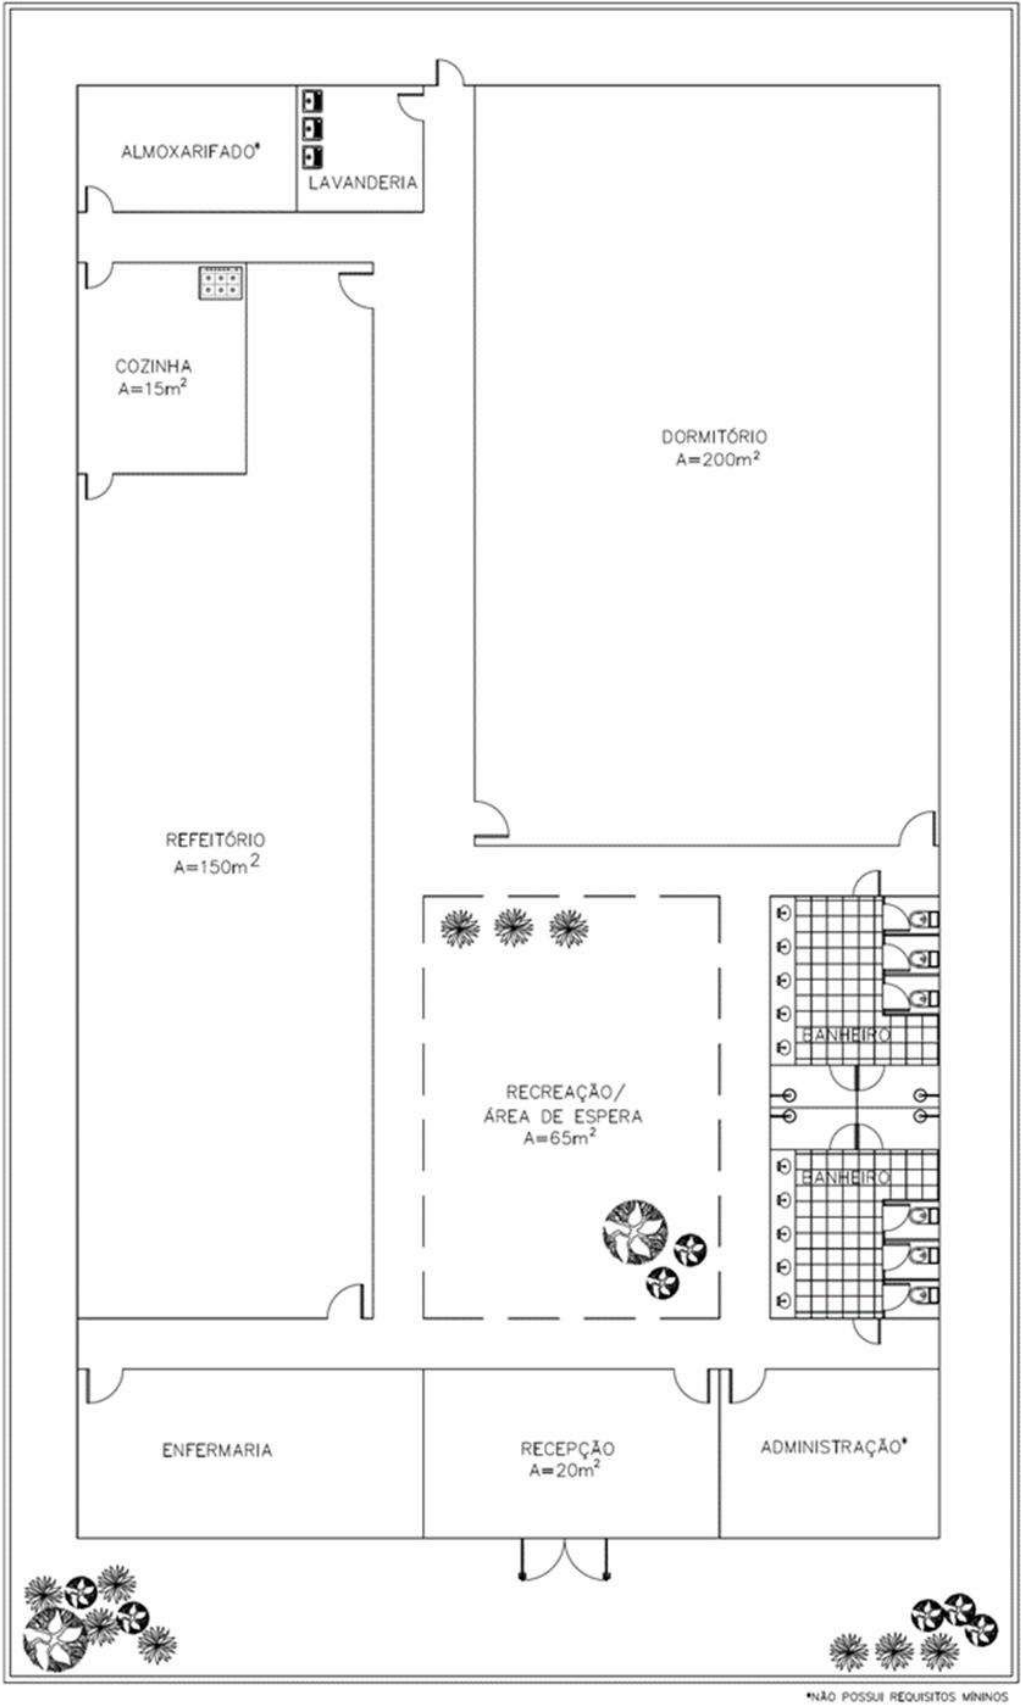 ALMOXARIFADO*
LAVANDERIA
COZINHA
A=15m²
DORMITÓRIO
A=200m²
REFEITÓRIO
A=150m²
BANHEIRO
RECREAÇÃO/
ÁREA DE ESPERA
A=65m²
BANHEIRO
ENFERMARIA
RECEPÇÃO
A=20m²
ADMINISTRAÇÃO*
*NÃO POSSUI REQUISITOS MÍNINOS